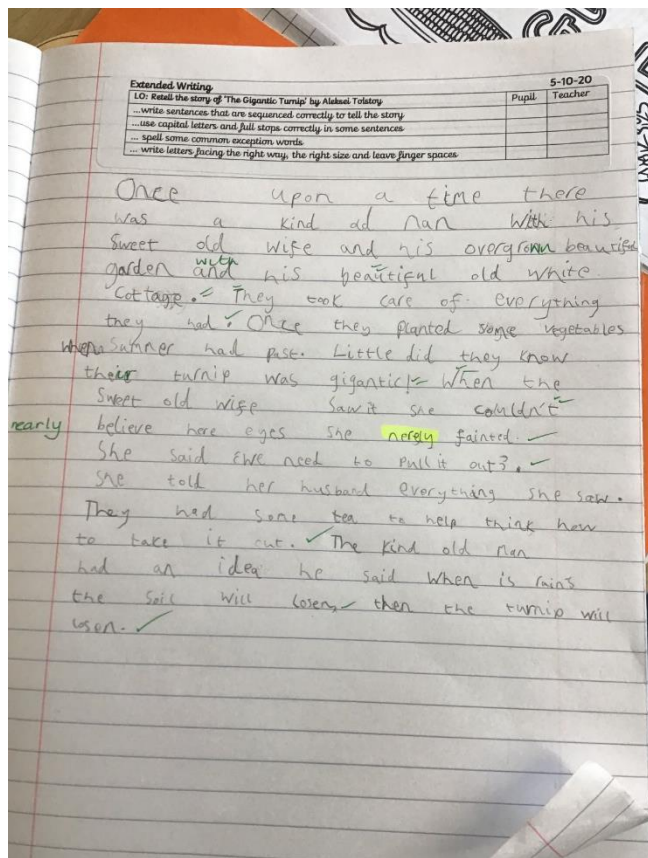 Extended Writing 5-10-20
LO: Retell the story of 'The Gigantic Turnip' by Aleksei Tolstoy Pupil Teacher
...write sentences that are sequenced correctly to tell the story
...use capital letters and full stops correctly in some sentences
... spell some common exception words
... write letters facing the right way, the right size and leave finger spaces
Once upon a time there
was a kind old man with his
sweet old wife and his overgrown beautiful
garden and with his beautiful old white
cottage. They took care of everything
they had. Once they planted some vegetables
when summer had past. Little did they know
their turnip was gigantic! When the
sweet old wife saw it she couldn't
nearly believe here eyes she nerely fainted.
She said we need to pull it out?.
she told her husband everything she saw.
They had some tea to help think how
to take it out. The kind old man
had an idea he said when is rains
the soil will losen, then the turnip will
losen.